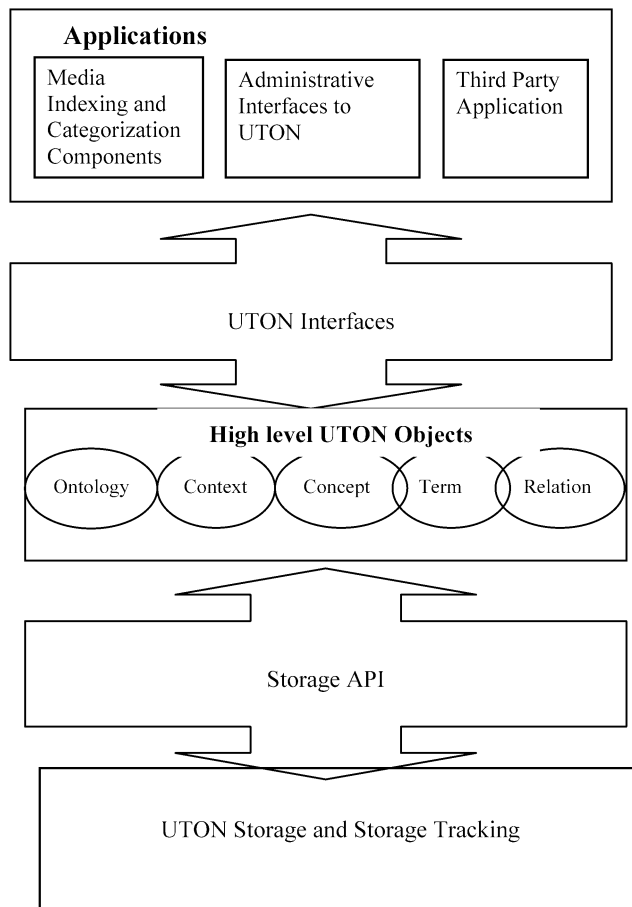 Applications
Media
Indexing and
Categorization
Components
Administrative
Interfaces to
UTON
Third Party
Application
UTON Interfaces
High level UTON Objects
Ontology
Context
Concept
Term
Relation
Storage API
UTON Storage and Storage Tracking